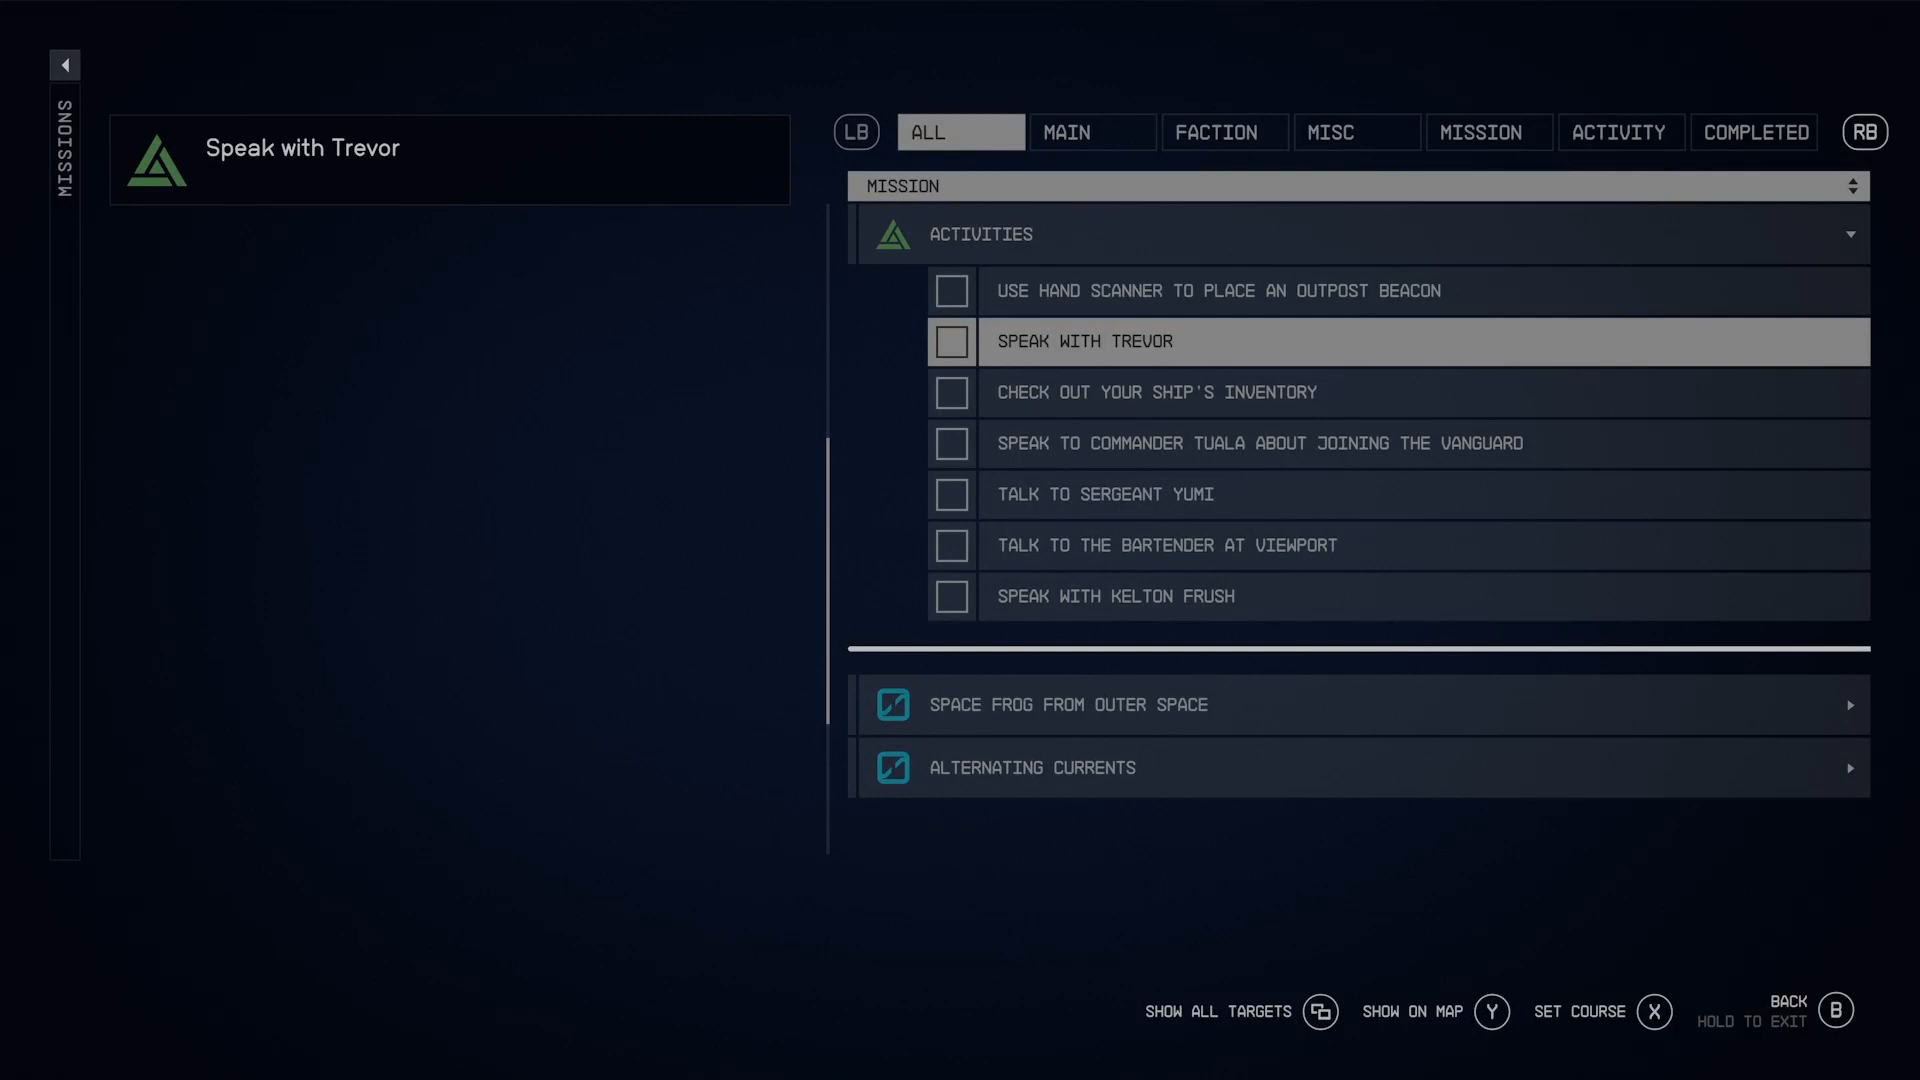 MISSIONS
Speak with Trevor
LB
ALL
MAIN
FACTION
MISC
MISSION
ACTIVITY
COMPLETED
RB
MISSION
ACTIVITIES
USE HAND SCANNER TO PLACE AN OUTPOST BEACON
SPEAK WITH TREVOR
CHECK OUT YOUR SHIP'S INVENTORY
SPEAK TO COMMANDER TUALA ABOUT JOINING THE VANGUARD
TALK TO SERGEANT YUMI
TALK TO THE BARTENDER AT VIEWPORT
SPEAK WITH KELTON FRUSH
SPACE FROG FROM OUTER SPACE
ALTERNATING CURRENTS
SHOW ALL TARGETS
SHOW ON MAP Y
SET COURSE X
BACK B
HOLD TO EXIT